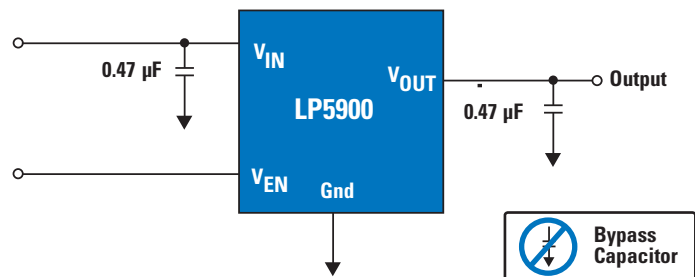 VIN
0.47 µF
VOUT
Output
LP5900
0.47 µF
VEN
Gnd
Bypass
Capacitor